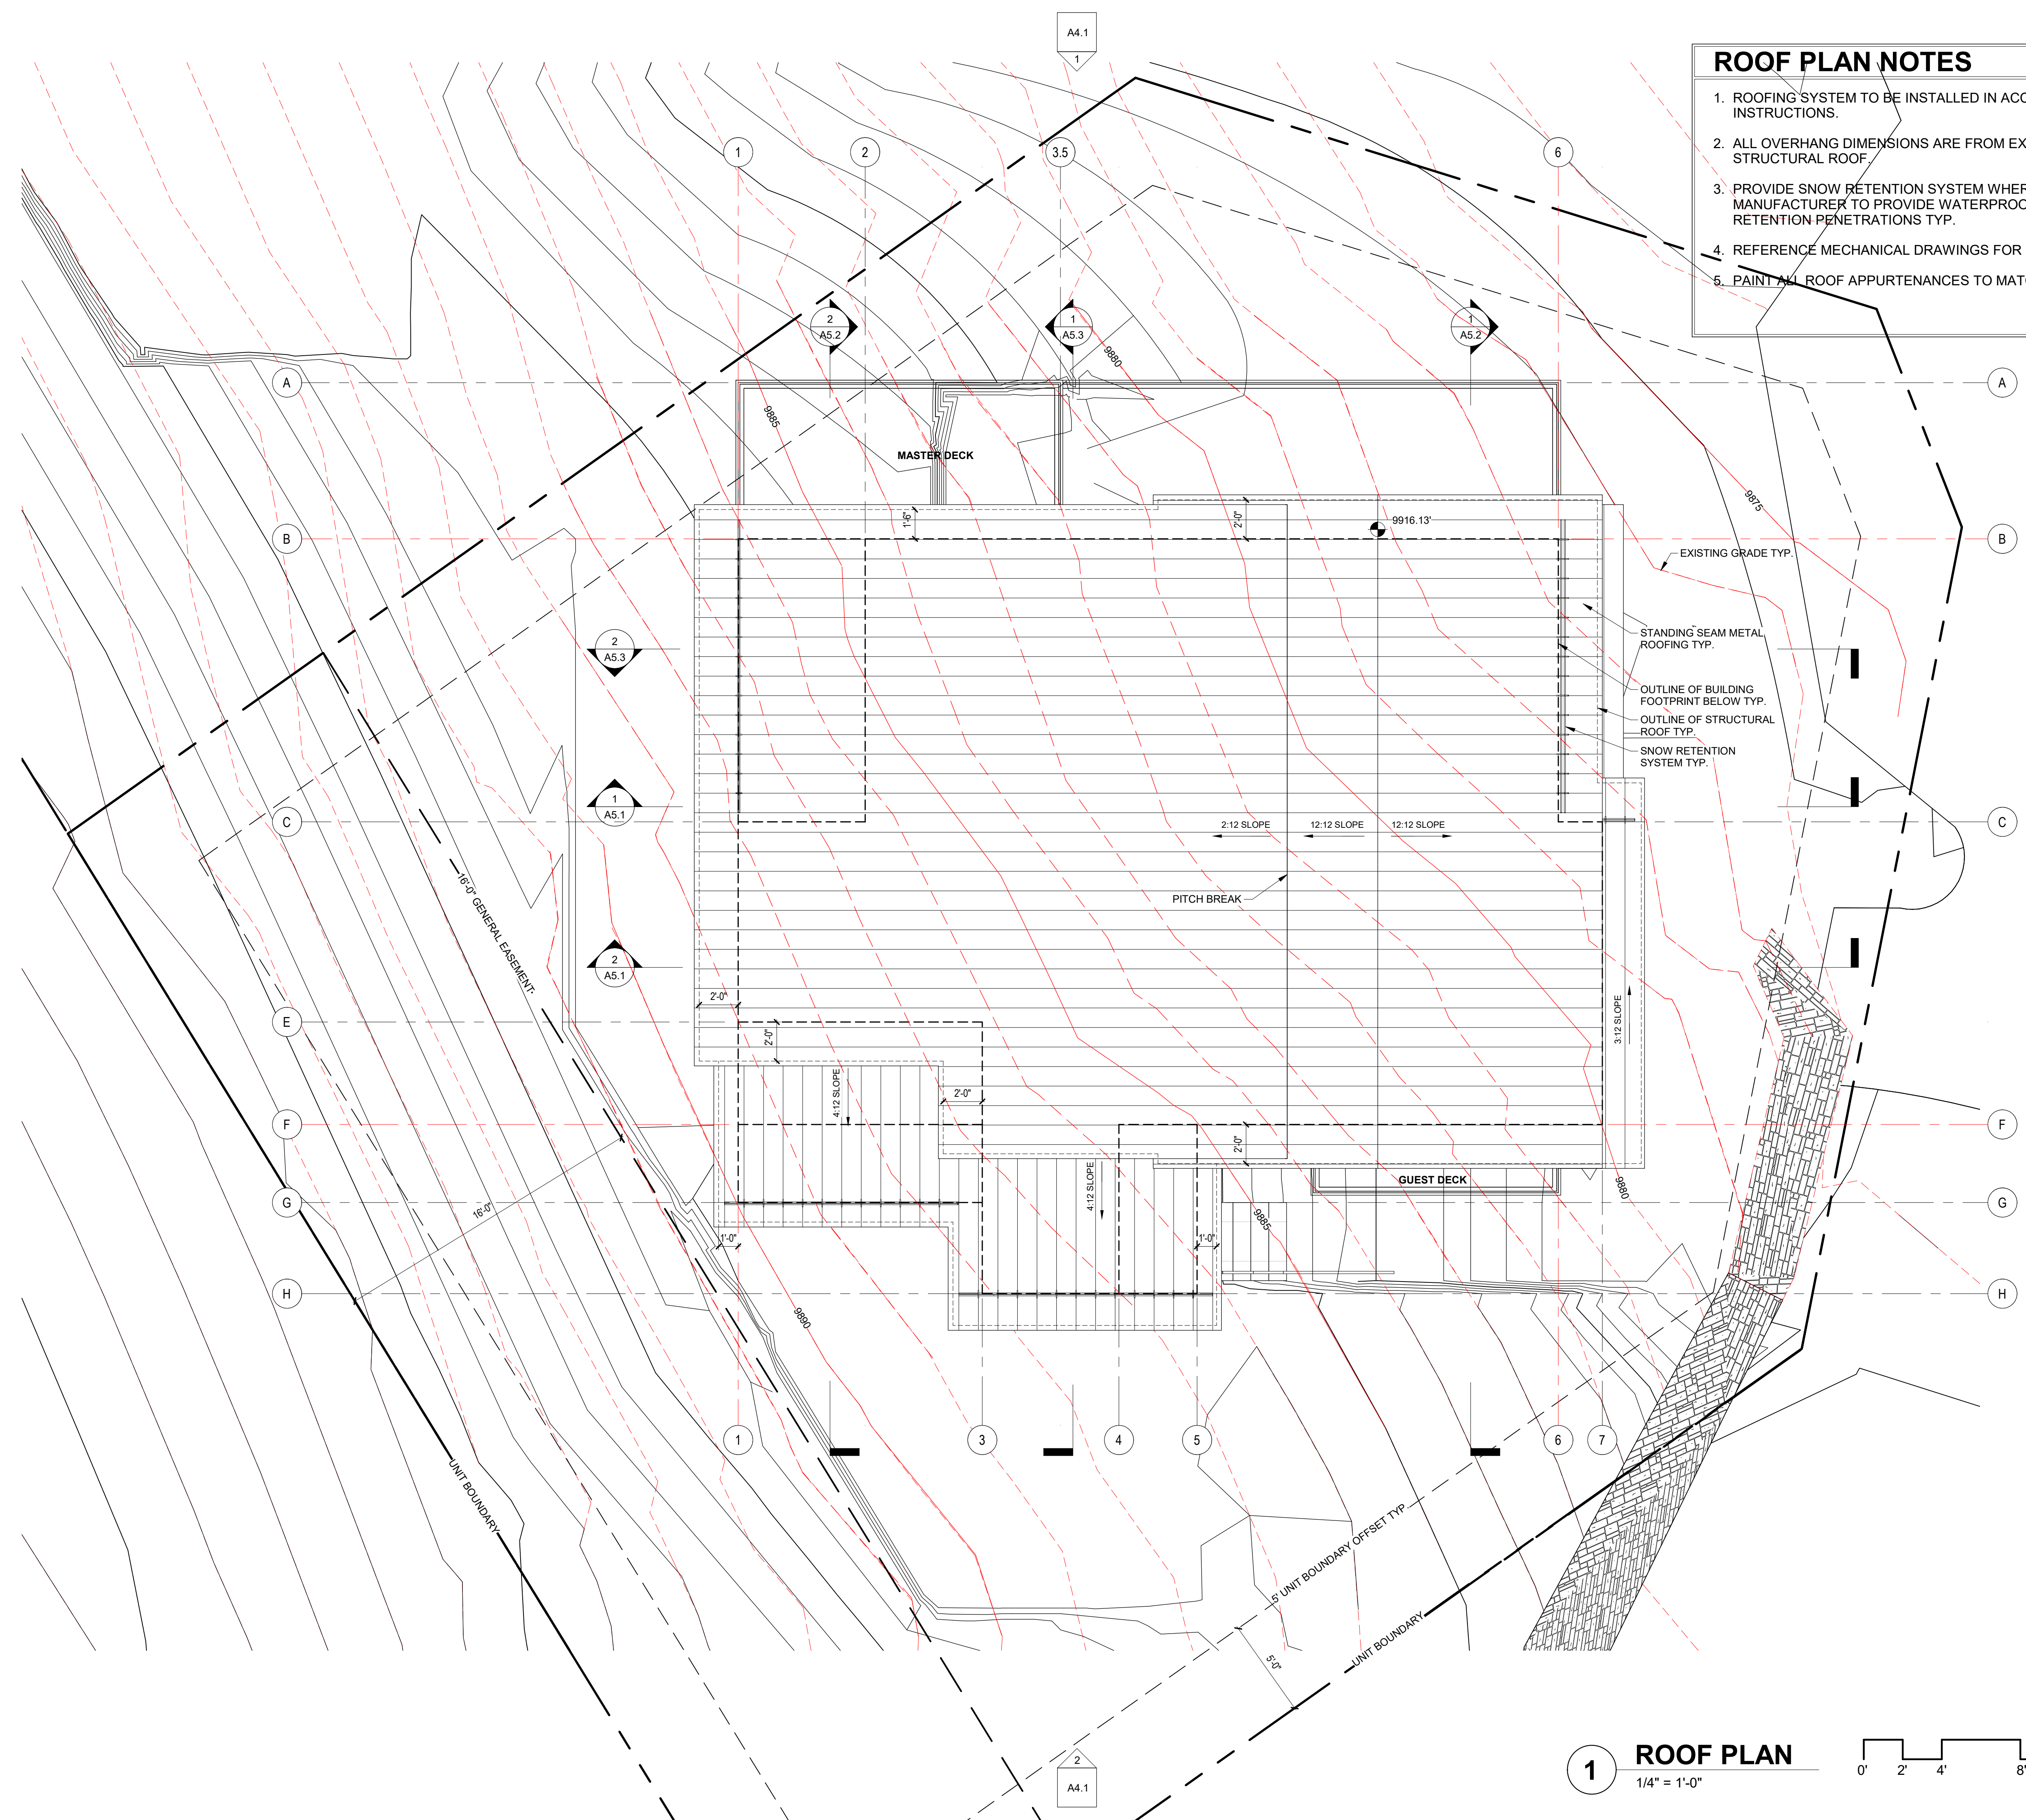 A4.1
1
ROOF PLAN NOTES
1. ROOFING SYSTEM TO BE INSTALLED IN ACC
INSTRUCTIONS.
2. ALL OVERHANG DIMENSIONS ARE FROM EX
STRUCTURAL ROOF.
3. PROVIDE SNOW RETENTION SYSTEM WHER
MANUFACTURER TO PROVIDE WATERPROO
RETENTION PENETRATIONS TYP.
4. REFERENCE MECHANICAL DRAWINGS FOR
5. PAINT ALL ROOF APPURTENANCES TO MAT
1
2
3.5
6
2
A5.2
1
A5.3
1
A5.2
9880
A
A
9885
MASTER DECK
9875
1'-6"
2'-0"
9916.13'
B
B
EXISTING GRADE TYP.
2
A5.3
STANDING SEAM METAL
ROOFING TYP.
OUTLINE OF BUILDING
FOOTPRINT BELOW TYP.
OUTLINE OF STRUCTURAL
ROOF TYP.
SNOW RETENTION
SYSTEM TYP.
1
A5.1
C
C
2:12 SLOPE
12:12 SLOPE
12:12 SLOPE
PITCH BREAK
16'-0" GENERAL EASEMENT
2
A5.1
2'-0"
3:12 SLOPE
E
2'-0"
4:12 SLOPE
2'-0"
F
F
2'-0"
4:12 SLOPE
GUEST DECK
9880
G
G
16'-0"
9885
1'-0"
1'-0"
H
H
9890
1
3
4
5
6
7
UNIT BOUNDARY
5' UNIT BOUNDARY OFFSET TYP.
UNIT BOUNDARY
5'-0"
2
A4.1
1
ROOF PLAN
1/4" = 1'-0"
0'
2'
4'
8'